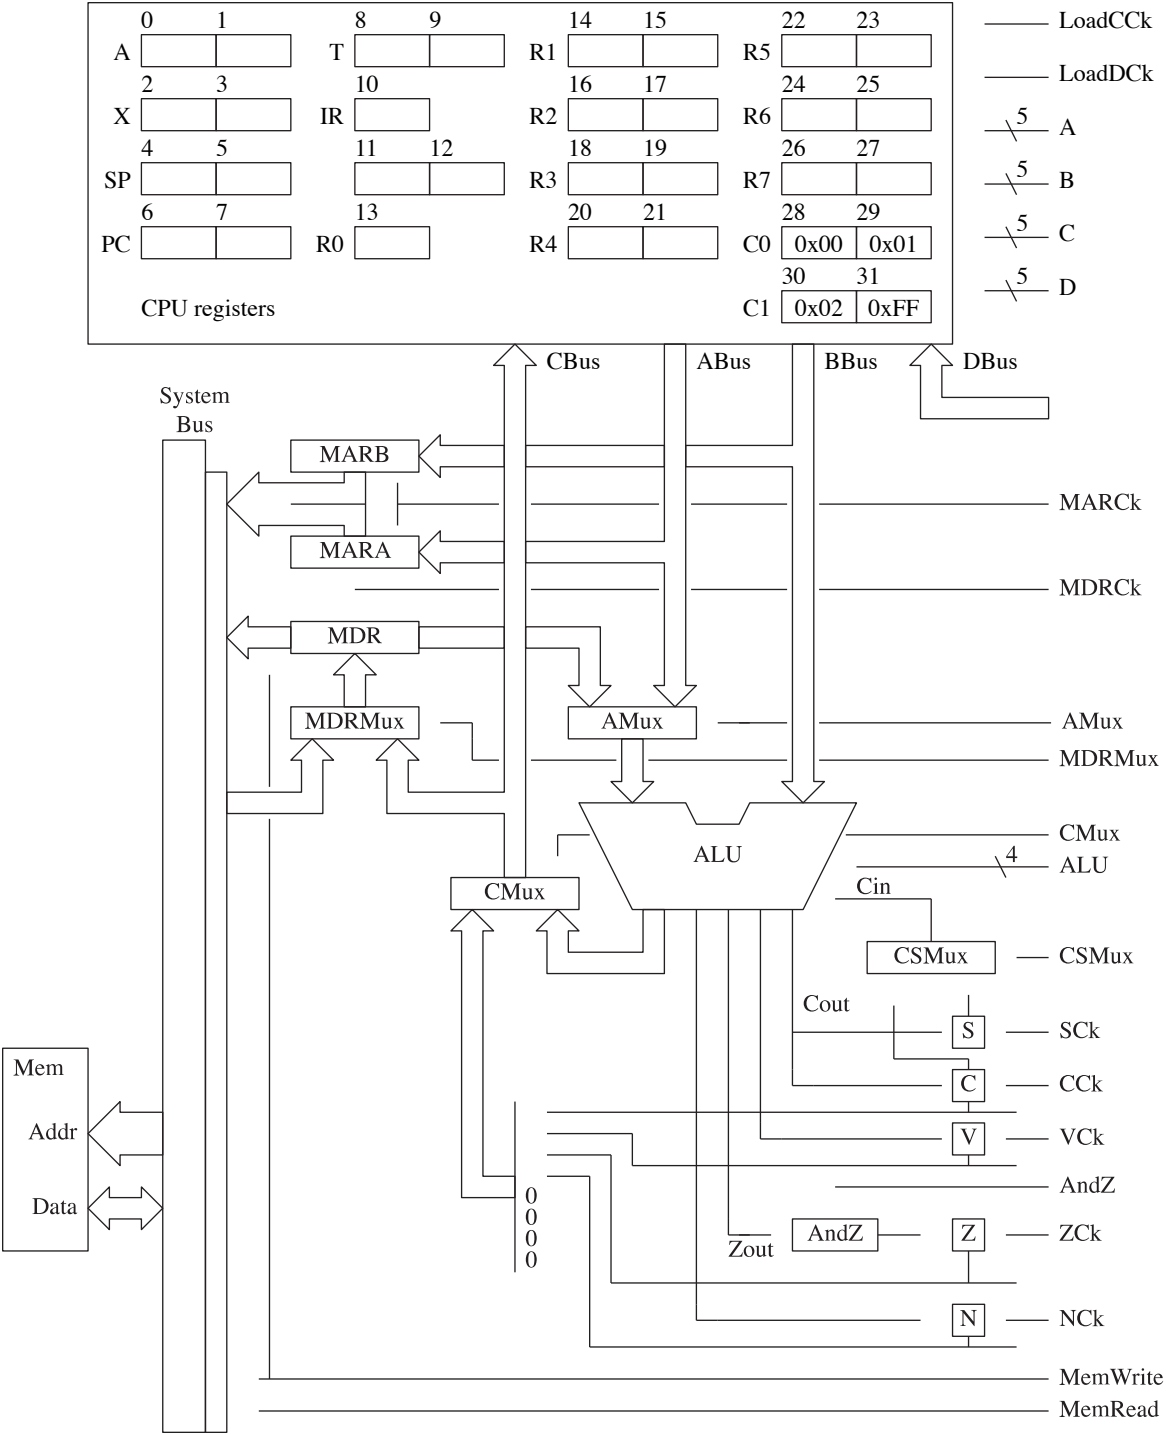 0 1 8 9 14 15 22 23 LoadCCk
A T R1 R5
LoadDCk
2 3 10 16 17 24 25
X IR R2 R6 5 A
4 5 11 12 18 19 26 27
SP R3 R7 5 B
6 7 13 20 21 28 29
PC R0 R4 C0 0x00 0x01 5 C
30 31
CPU registers C1 0x02 0xFF 5 D
CBus ABus BBus DBus
System
Bus
MARB
MARCk
MARA
MDRCk
MDR
MDRMux AMux AMux
MDRMux
CMux
ALU 4 ALU
CMux Cin
CSMux CSMux
Cout
S SCk
Mem
C CCk
Addr V VCk
AndZ
Data 0
0
0 Zout AndZ Z ZCk
0
N NCk
MemWrite
MemRead